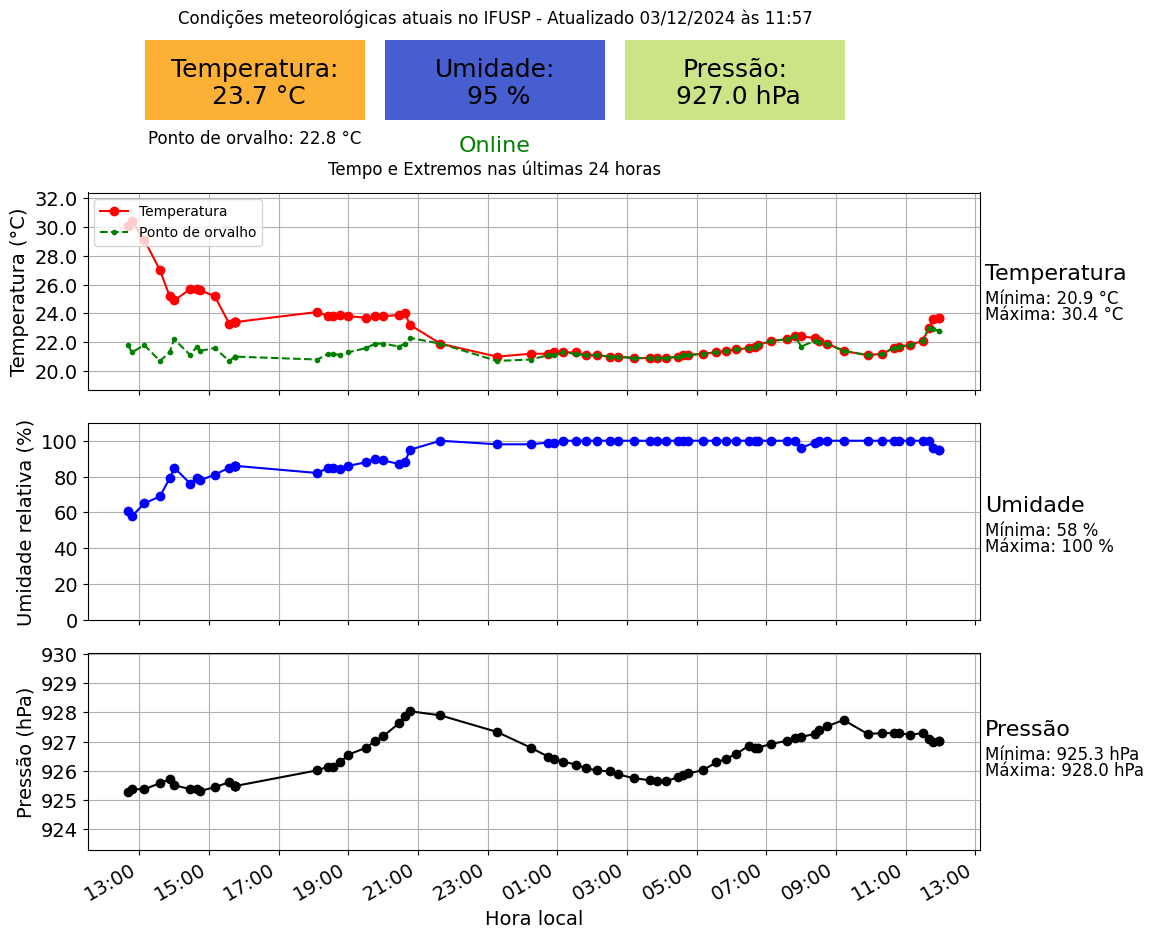 Condições meteorológicas atuais no IFUSP - Atualizado 03/12/2024 às 11:57
Temperatura:
23.7 °C
Umidade:
95 %
Pressão:
927.0 hPa
Ponto de orvalho: 22.8 °C
Online
Tempo e Extremos nas últimas 24 horas
Temperatura (°C)
32.0
30.0
28.0
26.0
24.0
22.0
20.0
Temperatura
Ponto de orvalho
Temperatura
Mínima: 20.9 °C
Máxima: 30.4 °C
Umidade relativa (%)
100
80
60
40
20
0
Umidade
Mínima: 58 %
Máxima: 100 %
Pressão (hPa)
930
929
928
927
926
925
924
Pressão
Mínima: 925.3 hPa
Máxima: 928.0 hPa
13:00 15:00 17:00 19:00 21:00 23:00 01:00 03:00 05:00 07:00 09:00 11:00 13:00
Hora local